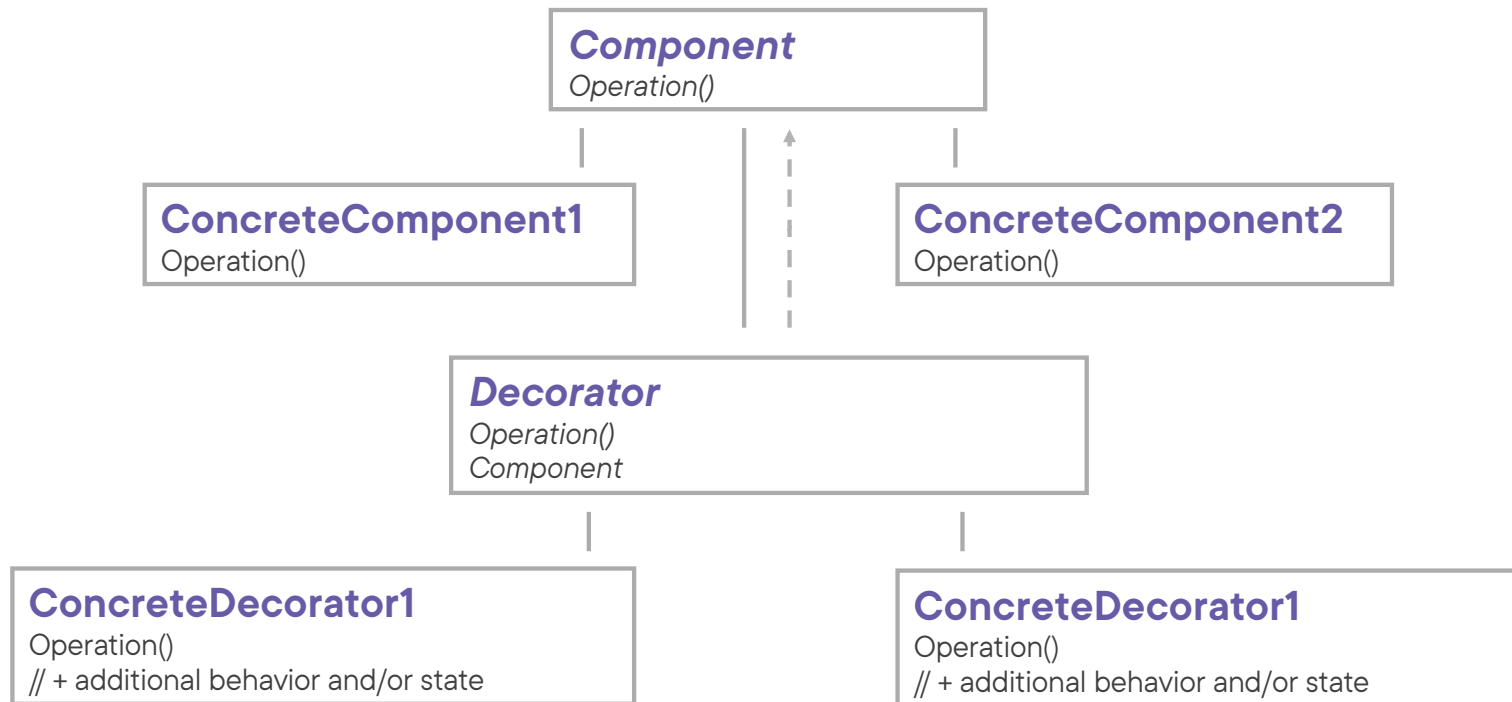 Component
Operation()
ConcreteComponent1
Operation()
ConcreteComponent2
Operation()
Decorator
Operation()
Component
ConcreteDecorator1
Operation()
// + additional behavior and/or state
ConcreteDecorator1
Operation()
// + additional behavior and/or state